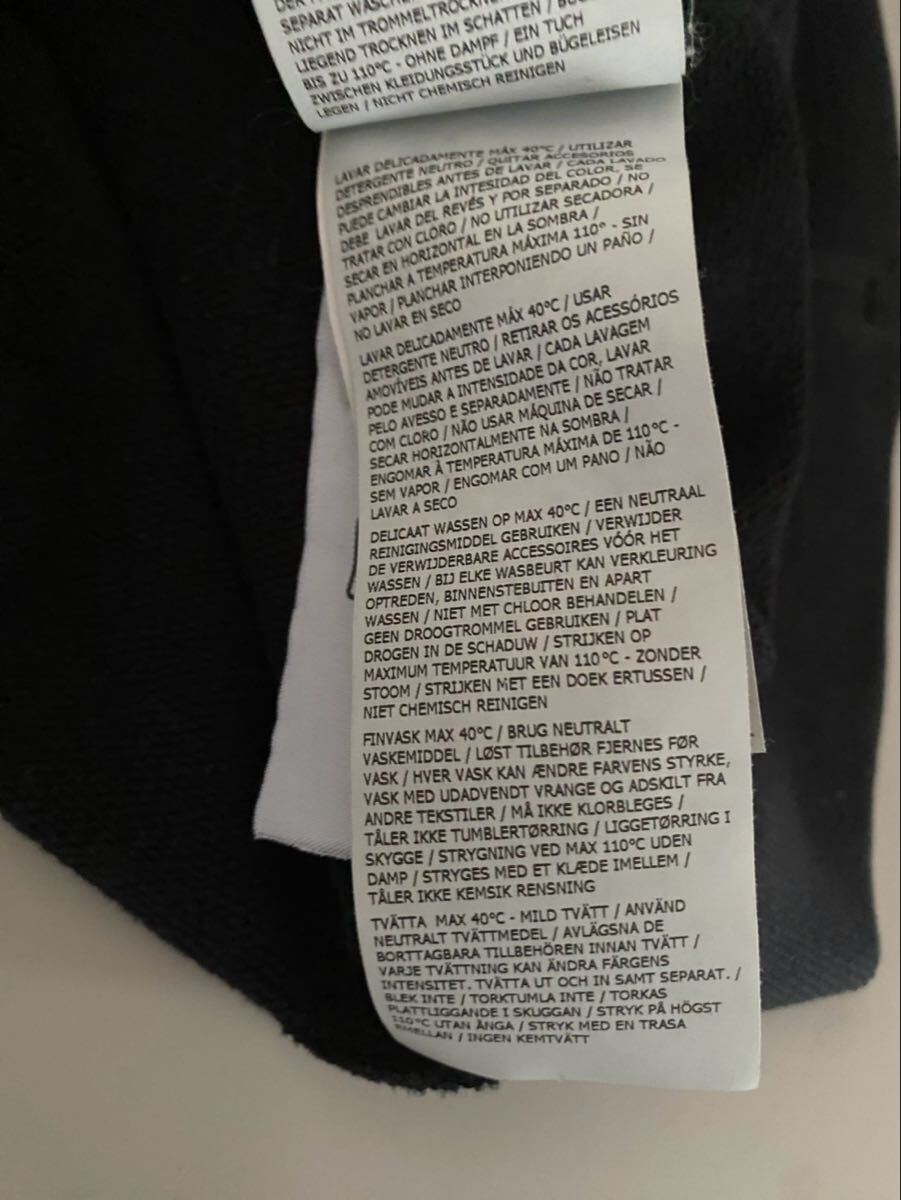 SEPARAT
NICHT IM TROMMELTROCKNEN
LIEGEND TROCKNEN IM SCHATTEN /
BIS ZU 110°C - OHNE DAMPF / EIN TUCH
ZWISCHEN KLEIDUNGSSTÜCK UND BÜGELEISEN
LEGEN / NICHT CHEMISCH REINIGEN
LAVAR DELICADAMENTE MÁX 40°C / UTILIZAR
DETERGENTE NEUTRO / QUITAR ACCESORIOS
DESPRENDIBLES ANTES DE LAVAR / CADA LAVADO
PUEDE CAMBIAR LA INTESIDAD DEL COLOR, SE
DEBE LAVAR DEL REVÉS Y POR SEPARADO / NO
TRATAR CON CLORO / NO UTILIZAR SECADORA /
SECAR EN HORIZONTAL EN LA SOMBRA /
PLANCHAR A TEMPERATURA MÁXIMA 110° - SIN
VAPOR / PLANCHAR INTERPONIENDO UN PAÑO /
NO LAVAR EN SECO
LAVAR DELICADAMENTE MÁX 40°C / USAR
DETERGENTE NEUTRO / RETIRAR OS ACESSÓRIOS
AMOVÍVEIS ANTES DE LAVAR / CADA LAVAGEM
PODE MUDAR A INTENSIDADE DA COR, LAVAR
PELO AVESSO E SEPARADAMENTE / NÃO TRATAR
COM CLORO / NÃO USAR MÁQUINA DE SECAR /
SECAR HORIZONTALMENTE NA SOMBRA /
ENGOMAR À TEMPERATURA MÁXIMA DE 110°C -
SEM VAPOR / ENGOMAR COM UM PANO / NÃO
LAVAR A SECO
DELICAAT WASSEN OP MAX 40°C / EEN NEUTRAAL
REINIGINGSMIDDEL GEBRUIKEN / VERWIJDER
DE VERWIJDERBARE ACCESSOIRES VÓÓR HET
WASSEN / BIJ ELKE WASBEURT KAN VERKLEURING
OPTREDEN, BINNENSTEBUITEN EN APART
WASSEN / NIET MET CHLOOR BEHANDELEN /
GEEN DROOGTROMMEL GEBRUIKEN / PLAT
DROGEN IN DE SCHADUW / STRIJKEN OP
MAXIMUM TEMPERATUUR VAN 110°C - ZONDER
STOOM / STRIJKEN MET EEN DOEK ERTUSSEN /
NIET CHEMISCH REINIGEN
FINVASK MAX 40°C / BRUG NEUTRALT
VASKEMIDDEL / LØST TILBEHØR FJERNES FØR
VASK / HVER VASK KAN ÆNDRE FARVENS STYRKE,
VASK MED UDADVENDT VRANGE OG ADSKILT FRA
ANDRE TEKSTILER / MÅ IKKE KLORBLEGES /
TÅLER IKKE TUMBLERTØRRING / LIGGETØRRING I
SKYGGE / STRYGNING VED MAX 110°C UDEN
DAMP / STRYGES MED ET KLÆDE IMELLEM /
TÅLER IKKE KEMSIK RENSNING
TVÄTTA MAX 40°C - MILD TVÄTT / ANVÄND
NEUTRALT TVÄTTMEDEL / AVLÄGSNA DE
BORTTAGBARA TILLBEHÖREN INNAN TVÄTT /
VARJE TVÄTTNING KAN ÄNDRA FÄRGENS
INTENSITET. TVÄTTA UT OCH IN SAMT SEPARAT. /
BLEK INTE / TORKTUMLA INTE / TORKAS
PLATTLIGGANDE I SKUGGAN / STRYK PÅ HÖGST
110°C UTAN ÅNGA / STRYK MED EN TRASA
EMELLAN / INGEN KEMTVÄTT